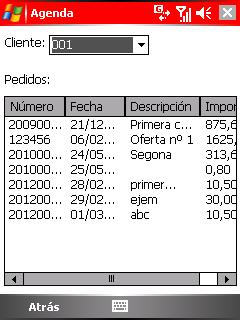 Agenda
Cliente: 001
Pedidos:
Número Fecha Descripción Impor
200900... 21/12... Primera c... 875,6
123456 06/02... Oferta nº 1 1625,
201000... 24/05... Segona 313,6
201000... 25/05... 0,80
201200... 28/02... primer... 10,50
201200... 29/02... ejem 30,00
201200... 01/03... abc 10,50
Atrás